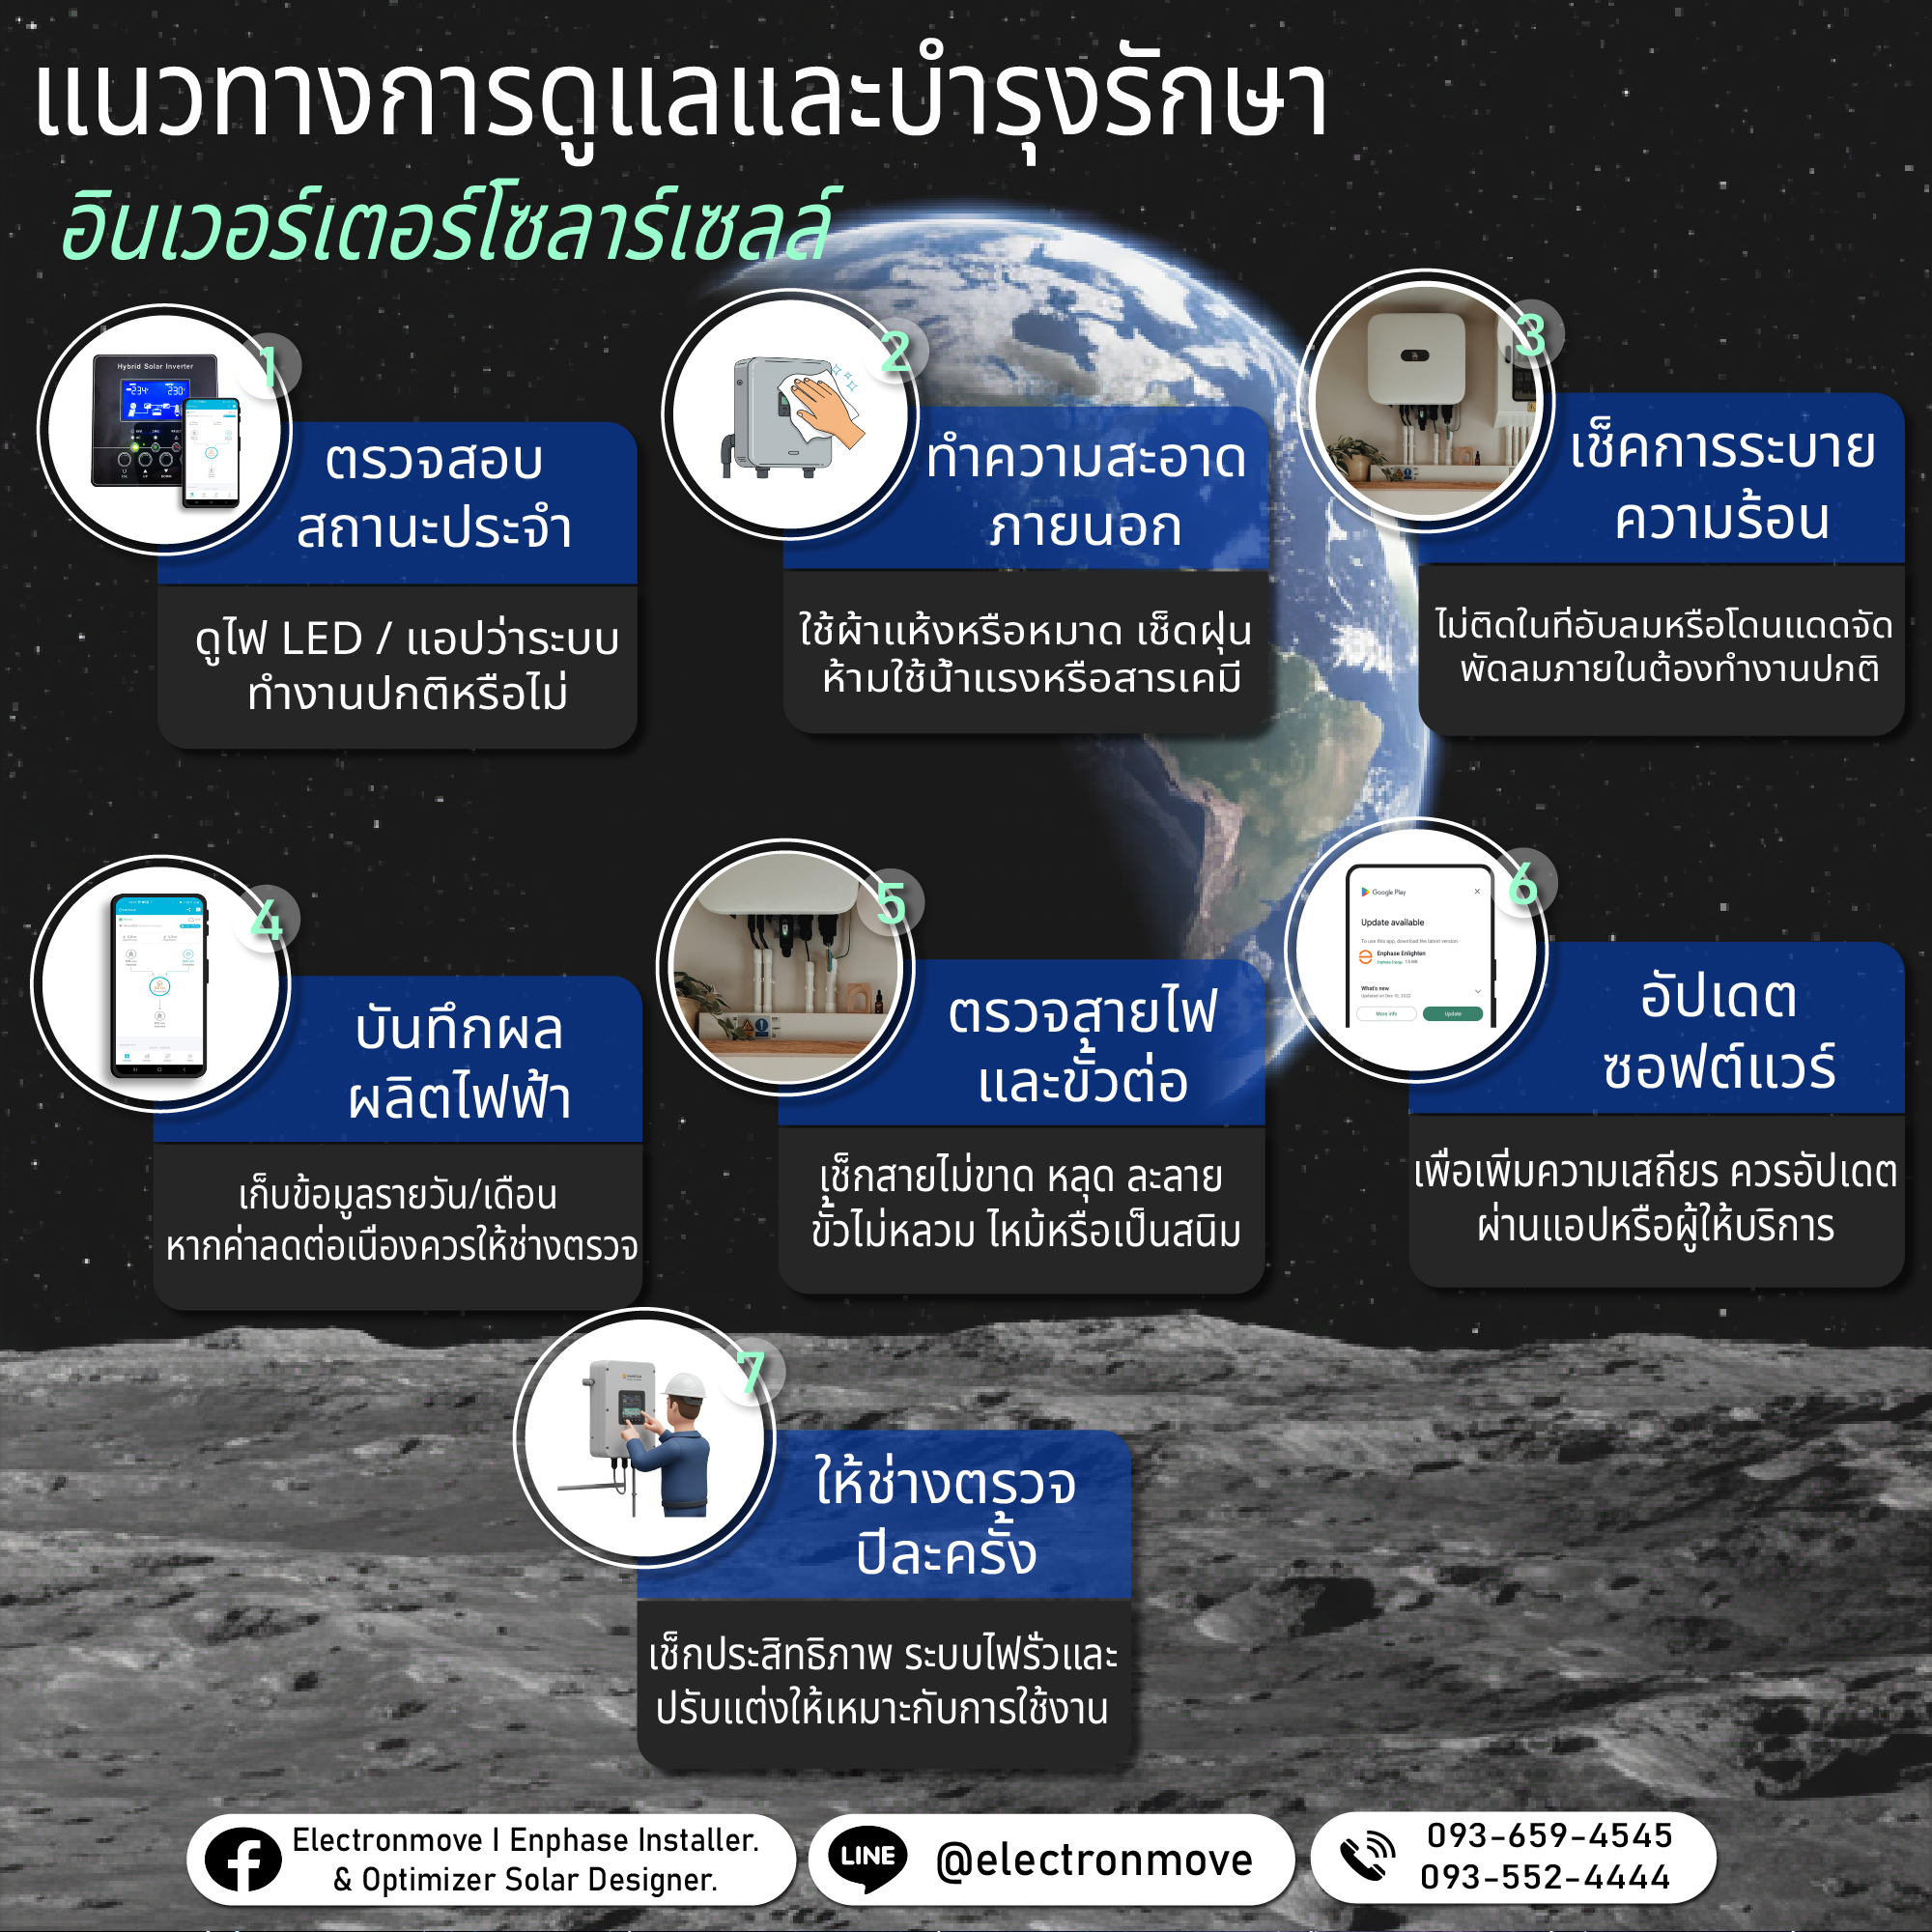 แนวทางการดูแลและบำรุงรักษา
อินเวอร์เตอร์โซลาร์เซลล์
Hybrid Solar Inverter
234
230
1
ตรวจสอบ
สถานะประจำ
ดูไฟ LED / แอปว่าระบบ
ทำงานปกติหรือไม่
2
ทำความสะอาด
ภายนอก
ใช้ผ้าแห้งหรือหมาด เช็ดฝุ่น
ห้ามใช้น้ำแรงหรือสารเคมี
3
เช็คการระบาย
ความร้อน
ไม่ติดในที่อับลมหรือโดนแดดจัด
พัดลมภายในต้องทำงานปกติ
4
บันทึกผล
ผลิตไฟฟ้า
เก็บข้อมูลรายวัน/เดือน
หากค่าลดต่อเนื่องควรให้ช่างตรวจ
5
ตรวจสายไฟ
และขั้วต่อ
เช็กสายไม่ขาด หลุด ละลาย
ขั้วไม่หลวม ไหม้หรือเป็นสนิม
6
Google Play
Update available
To use this app, download the latest version.
Enphase Enlighten
What's new
Updated on Dec 10, 2022
More info
Update
อัปเดต
ซอฟต์แวร์
เพื่อเพิ่มความเสถียร ควรอัปเดต
ผ่านแอปหรือผู้ให้บริการ
7
ให้ช่างตรวจ
ปีละครั้ง
เช็กประสิทธิภาพ ระบบไฟรั่วและ
ปรับแต่งให้เหมาะกับการใช้งาน
Electronmove I Enphase Installer.
& Optimizer Solar Designer.
LINE
@electronmove
093-659-4545
093-552-4444